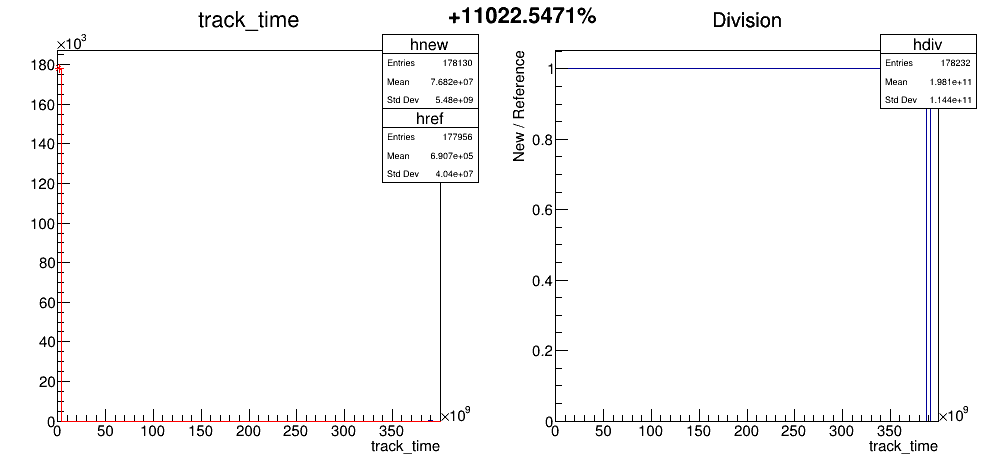 +11022.5471%
track_time
×10³
180
160
140
120
100
80
60
40
20
0
0 50 100 150 200 250 300 350
×10⁹
track_time
hnew
Entries 178130
Mean 7.682e+07
Std Dev 5.48e+09
href
Entries 177956
Mean 6.907e+05
Std Dev 4.04e+07
Division
New / Reference
1
0.8
0.6
0.4
0.2
0
0 50 100 150 200 250 300 350
×10⁹
track_time
hdiv
Entries 178232
Mean 1.981e+11
Std Dev 1.144e+11